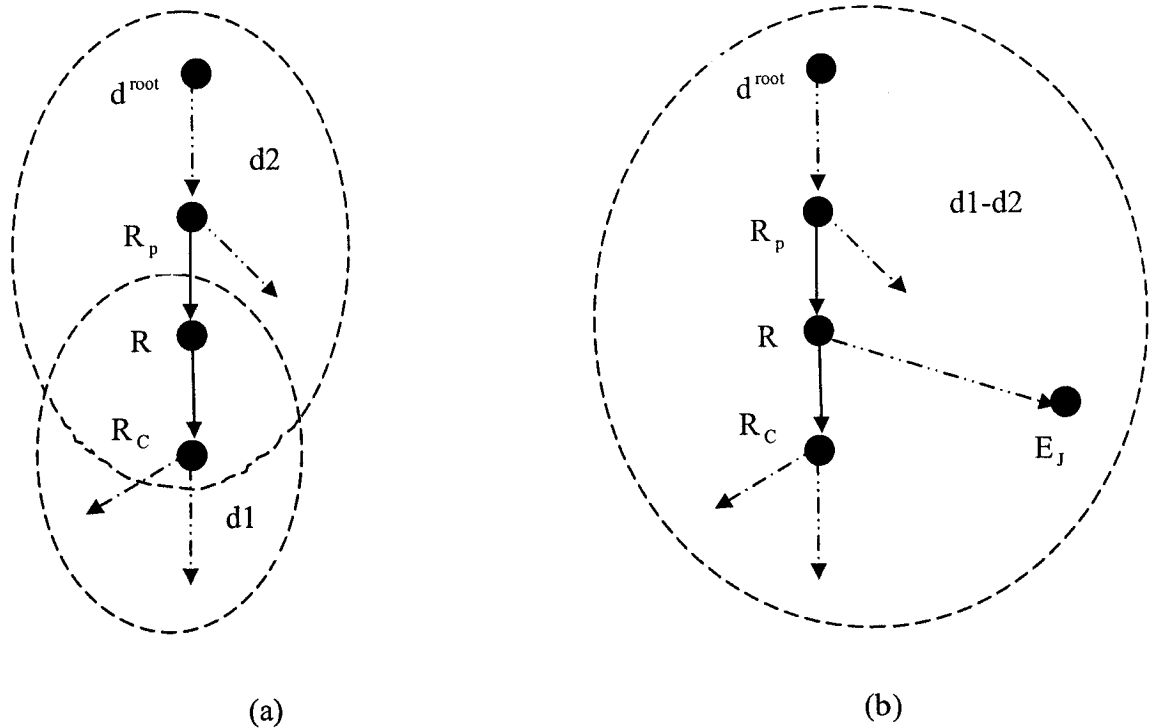 d^root
d2
R_p
R
R_C
d1
(a)
d^root
d1-d2
R_p
R
R_C
E_J
(b)